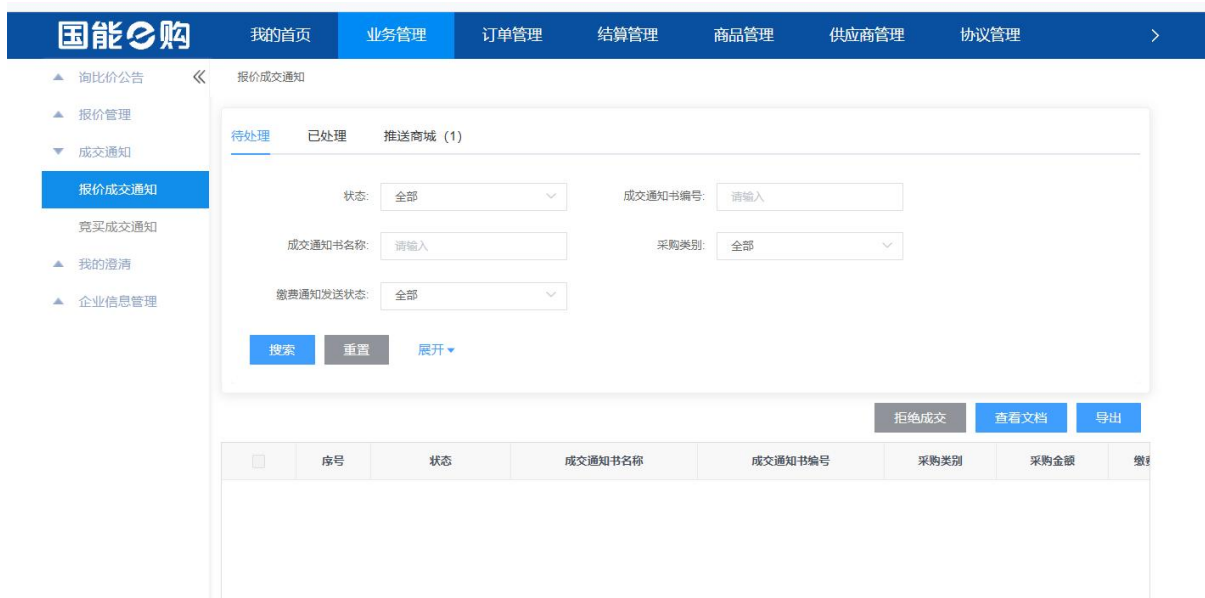 国能e购 我的首页 业务管理 订单管理 结算管理 商品管理 供应商管理 协议管理
询比价公告
报价管理
成交通知
报价成交通知
竞买成交通知
我的澄清
企业信息管理
报价成交通知
待处理 已处理 推送商城 (1)
状态: 全部 成交通知书编号: 请输入
成交通知书名称: 请输入 采购类别: 全部
缴费通知发送状态: 全部
搜索 重置 展开
拒绝成交 查看文档 导出
序号 状态 成交通知书名称 成交通知书编号 采购类别 采购金额 缴